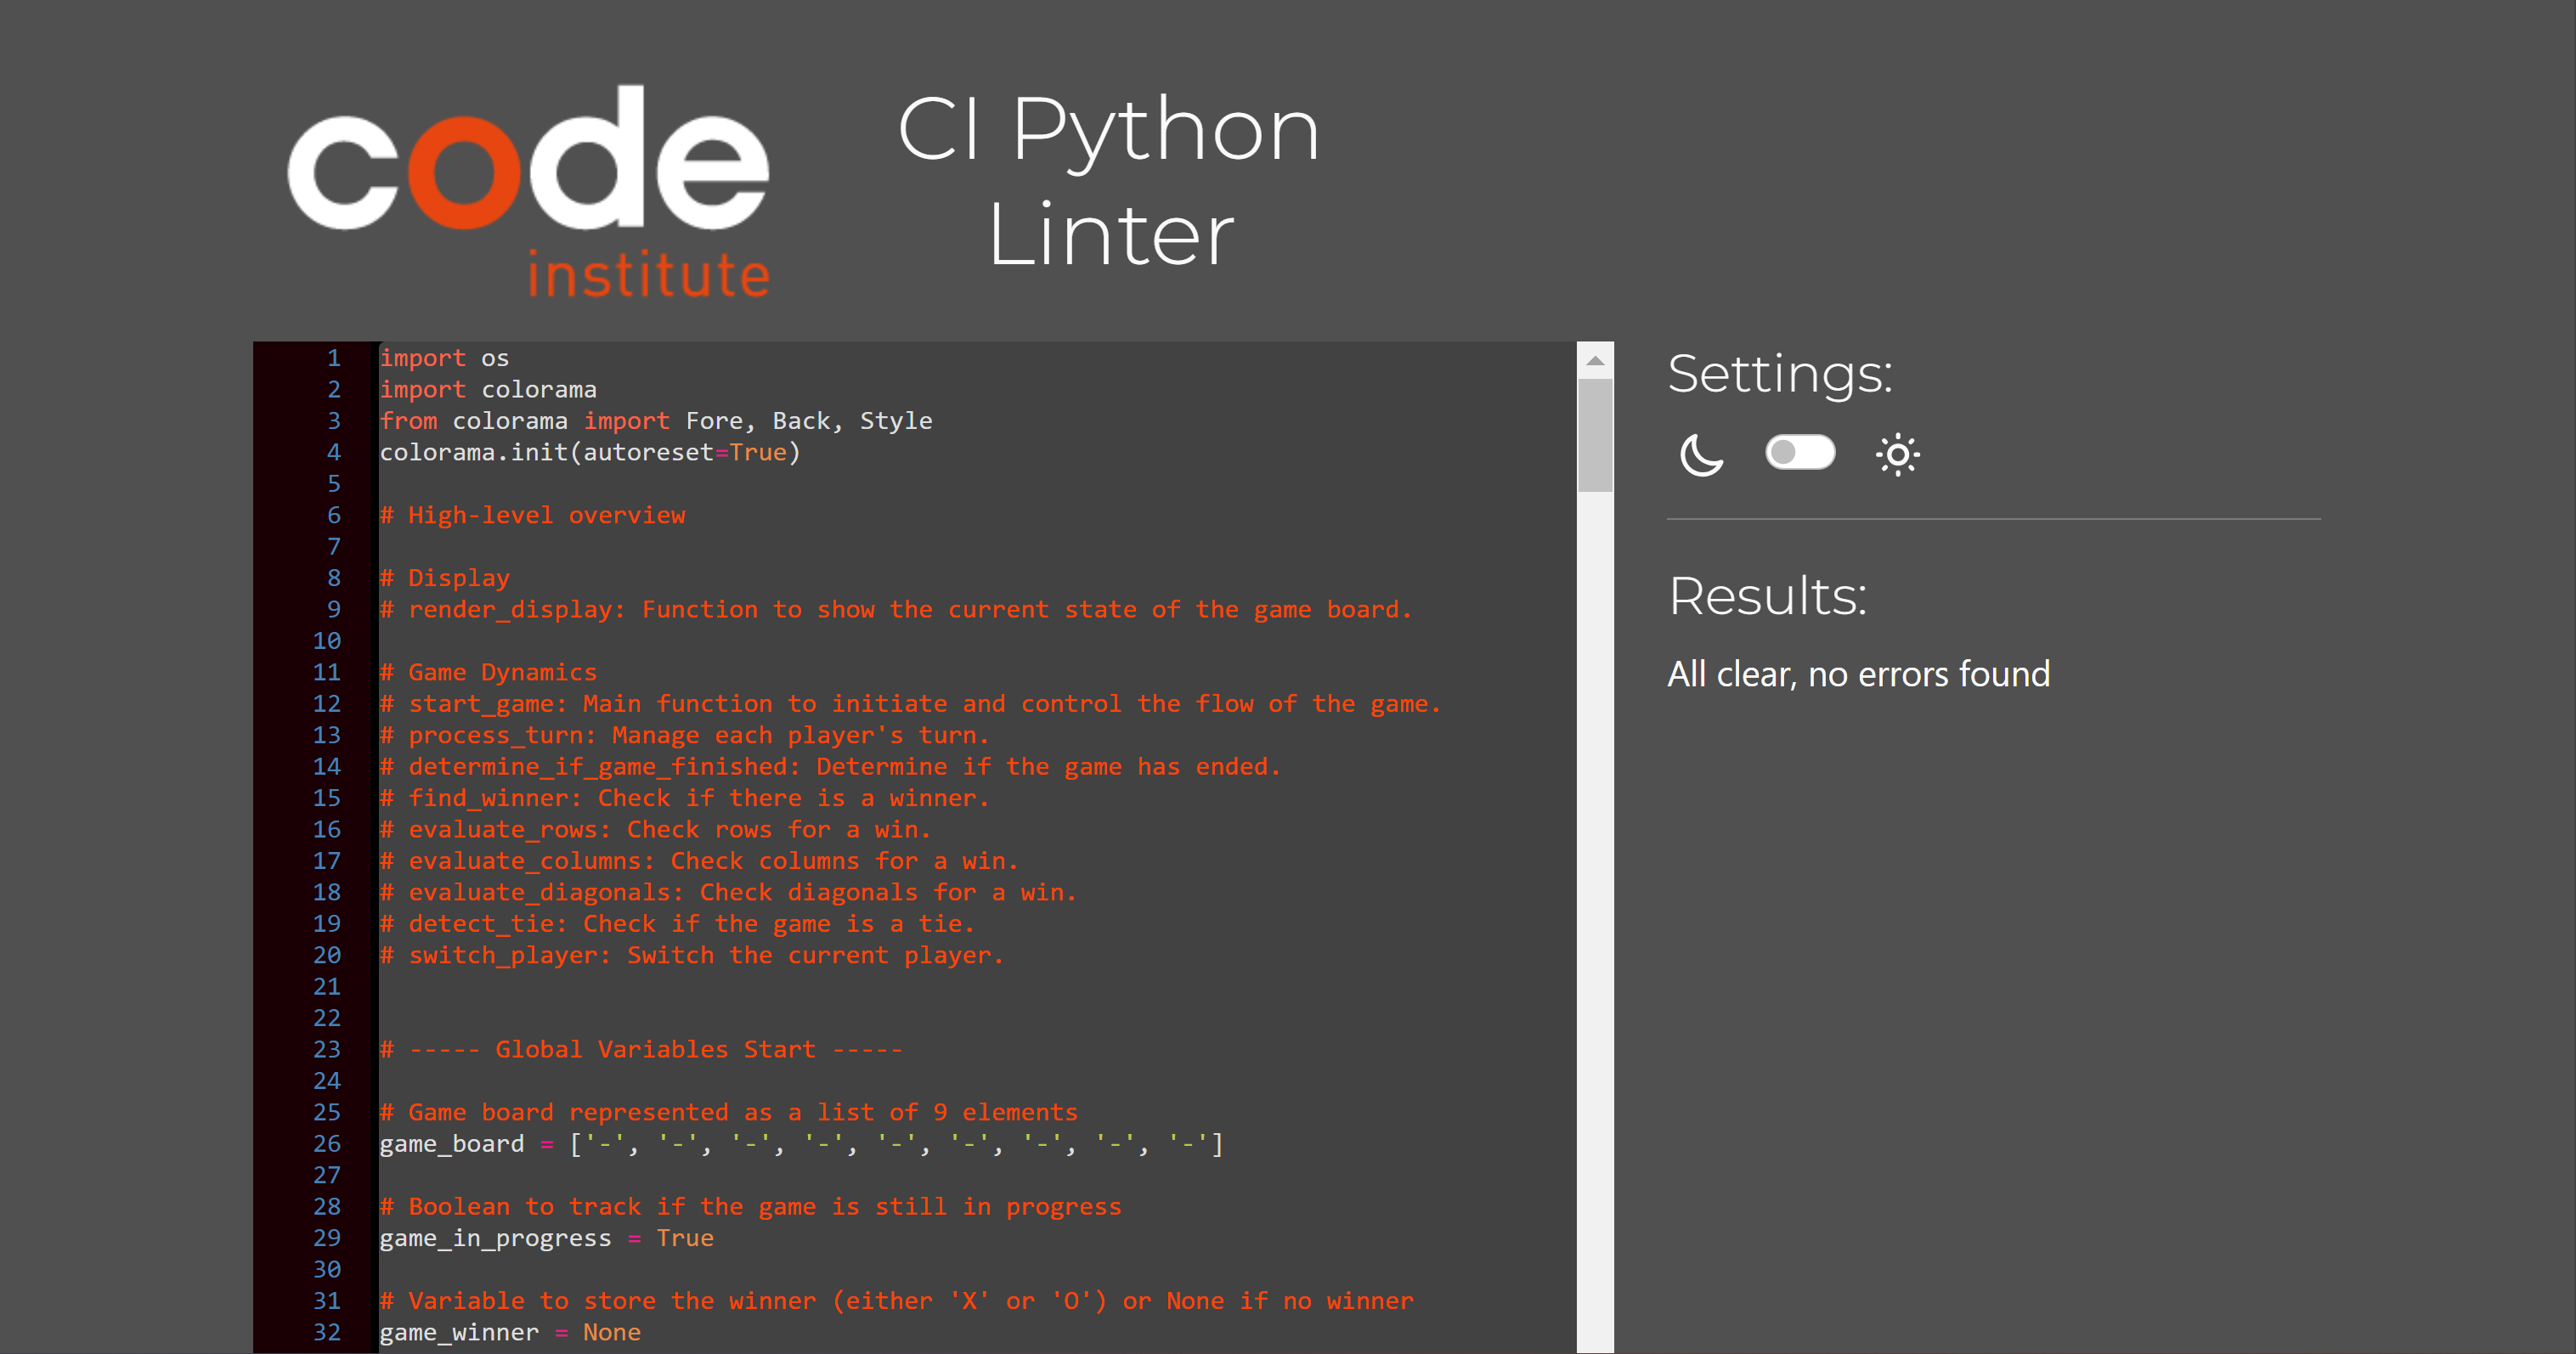 code
institute
CI Python
Linter
1 import os
2 import colorama
3 from colorama import Fore, Back, Style
4 colorama.init(autoreset=True)
5
6 # High-level overview
7
8 # Display
9 # render_display: Function to show the current state of the game board.
10
11 # Game Dynamics
12 # start_game: Main function to initiate and control the flow of the game.
13 # process_turn: Manage each player's turn.
14 # determine_if_game_finished: Determine if the game has ended.
15 # find_winner: Check if there is a winner.
16 # evaluate_rows: Check rows for a win.
17 # evaluate_columns: Check columns for a win.
18 # evaluate_diagonals: Check diagonals for a win.
19 # detect_tie: Check if the game is a tie.
20 # switch_player: Switch the current player.
21
22
23 # ----- Global Variables Start -----
24
25 # Game board represented as a list of 9 elements
26 game_board = ['-', '-', '-', '-', '-', '-', '-', '-', '-']
27
28 # Boolean to track if the game is still in progress
29 game_in_progress = True
30
31 # Variable to store the winner (either 'X' or 'O') or None if no winner
32 game_winner = None
Settings:
Results:
All clear, no errors found